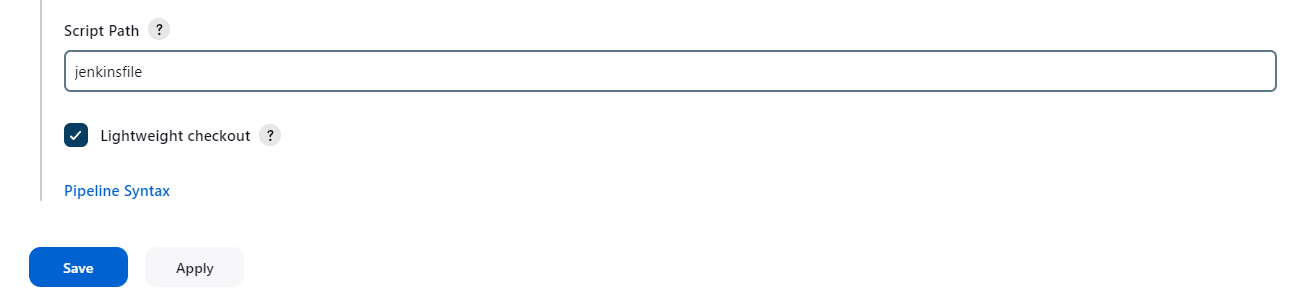 Script Path ?
jenkinsfile
Lightweight checkout ?
Pipeline Syntax
Save Apply